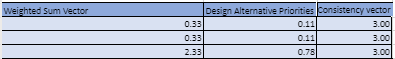 Weighted Sum Vector Design Alternative Priorities Consistency vector
0.33 0.11 3.00
0.33 0.11 3.00
2.33 0.78 3.00